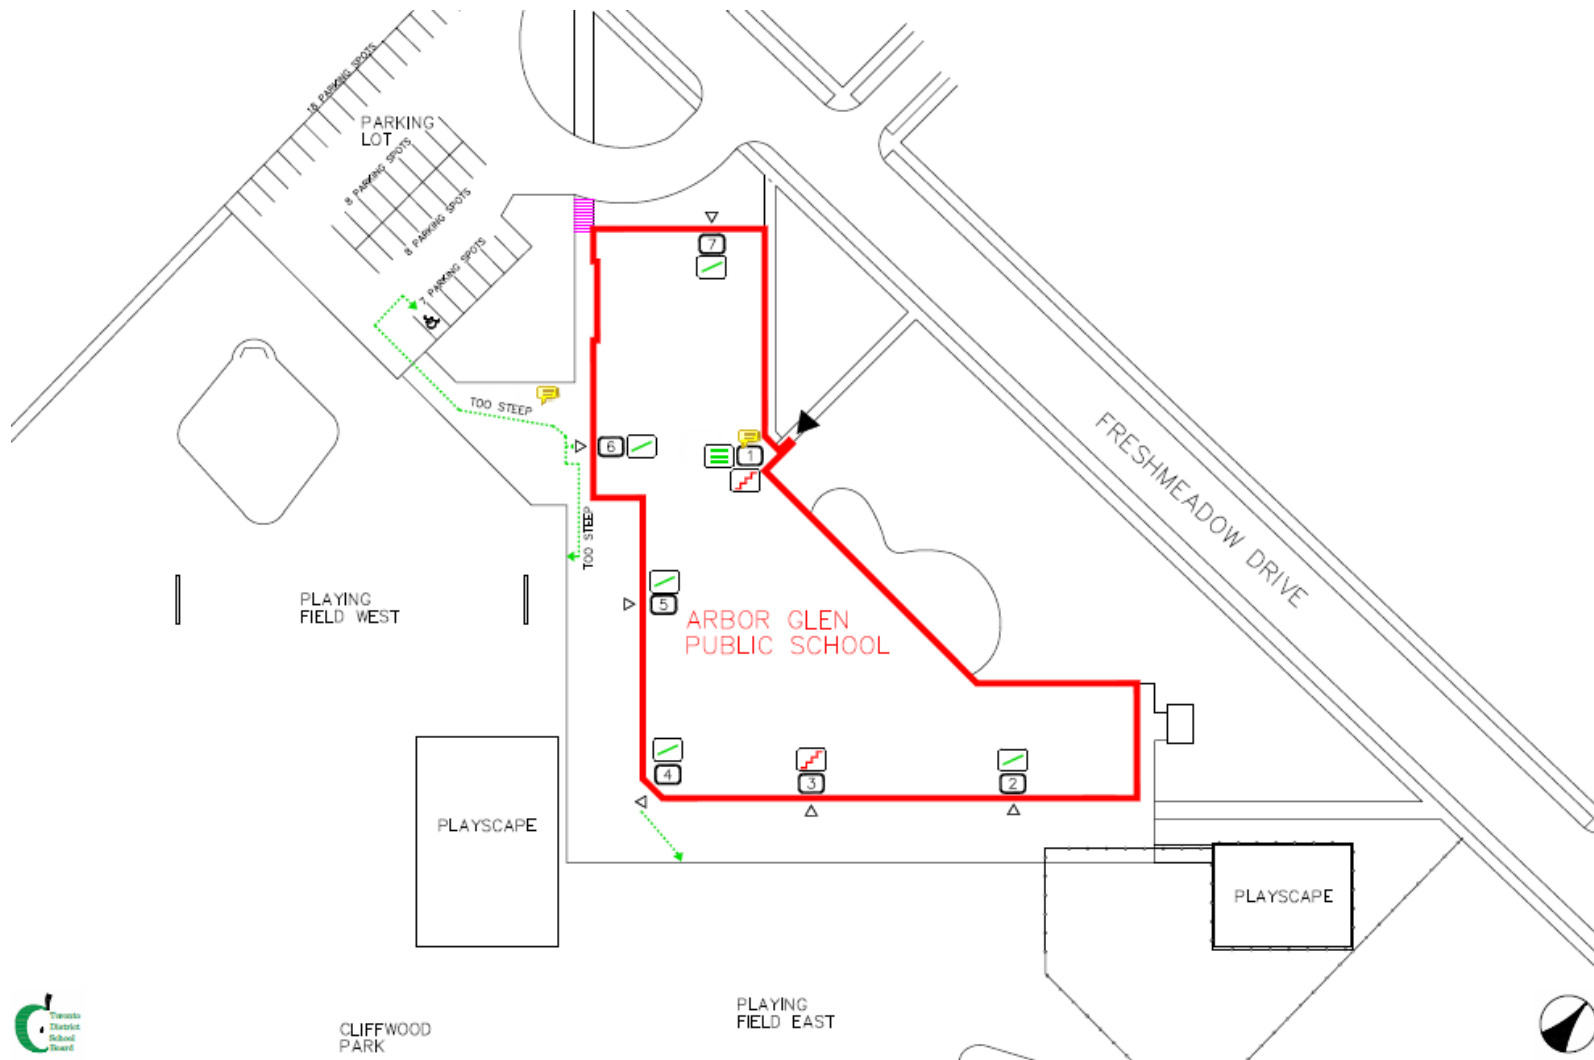 18 PARKING SPOTS
PARKING
LOT
8 PARKING SPOTS
8 PARKING SPOTS
7 PARKING SPOTS
7
TOO STEEP
6
1
FRESHMEADOW DRIVE
TOO STEEP
PLAYING
FIELD WEST
5
ARBOR GLEN
PUBLIC SCHOOL
4
3
2
PLAYSCAPE
PLAYSCAPE
PLAYING
FIELD EAST
CLIFFWOOD
PARK
Toronto
District
School
Board